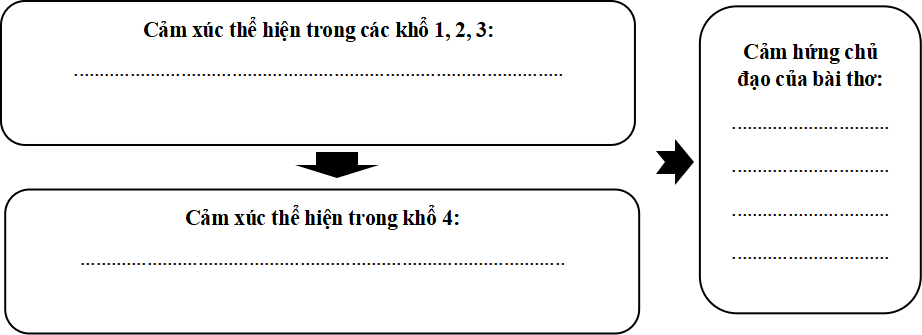 Cảm xúc thể hiện trong các khổ 1, 2, 3:
................................................................................................
Cảm xúc thể hiện trong khổ 4:
................................................................................................
Cảm hứng chủ
đạo của bài thơ:
...............................
...............................
...............................
...............................